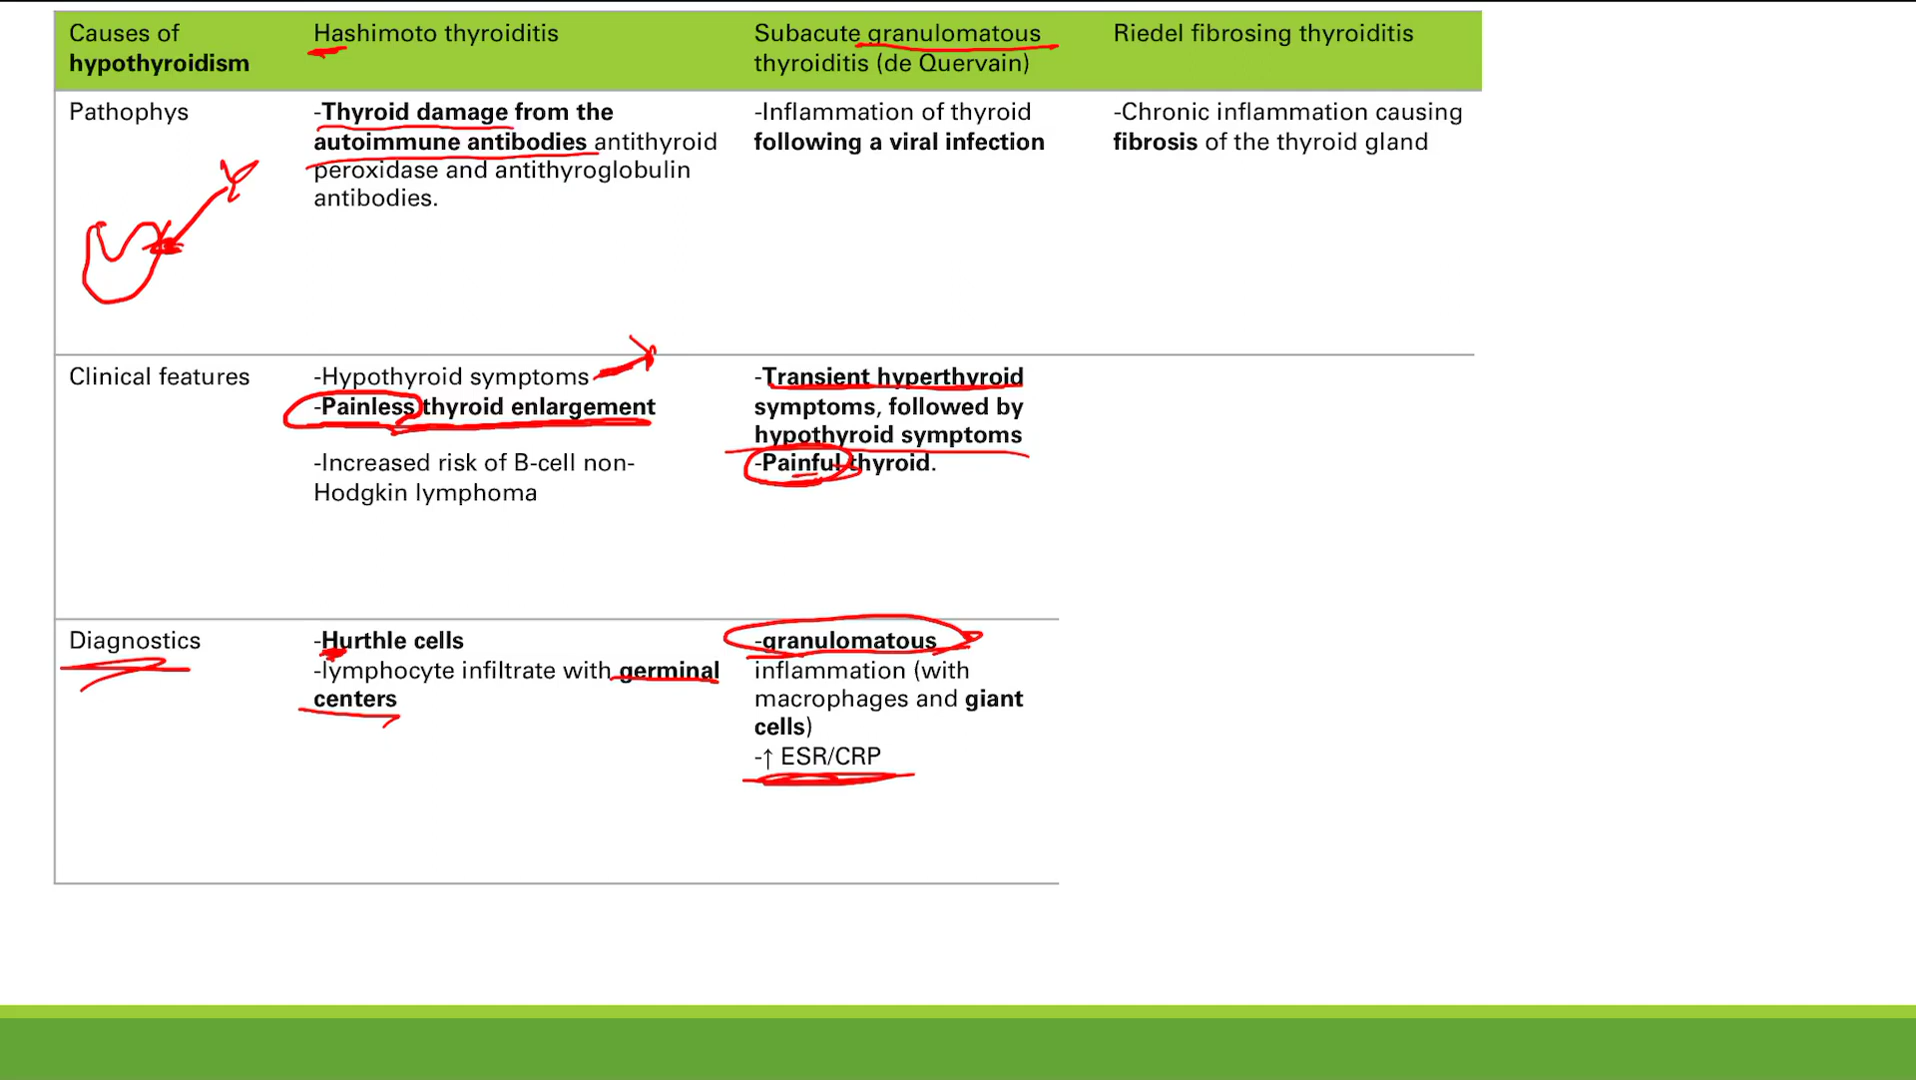 Causes of
hypothyroidism
Hashimoto thyroiditis
Subacute granulomatous
thyroiditis (de Quervain)
Riedel fibrosing thyroiditis
Pathophys
-Thyroid damage from the
autoimmune antibodies antithyroid
peroxidase and antithyroglobulin
antibodies.
-Inflammation of thyroid
following a viral infection
-Chronic inflammation causing
fibrosis of the thyroid gland
Clinical features
-Hypothyroid symptoms
-Painless thyroid enlargement
-Increased risk of B-cell non-
Hodgkin lymphoma
-Transient hyperthyroid
symptoms, followed by
hypothyroid symptoms
-Painful thyroid.
Diagnostics
-Hurthle cells
-lymphocyte infiltrate with germinal
centers
-granulomatous
inflammation (with
macrophages and giant
cells)
-↑ ESR/CRP